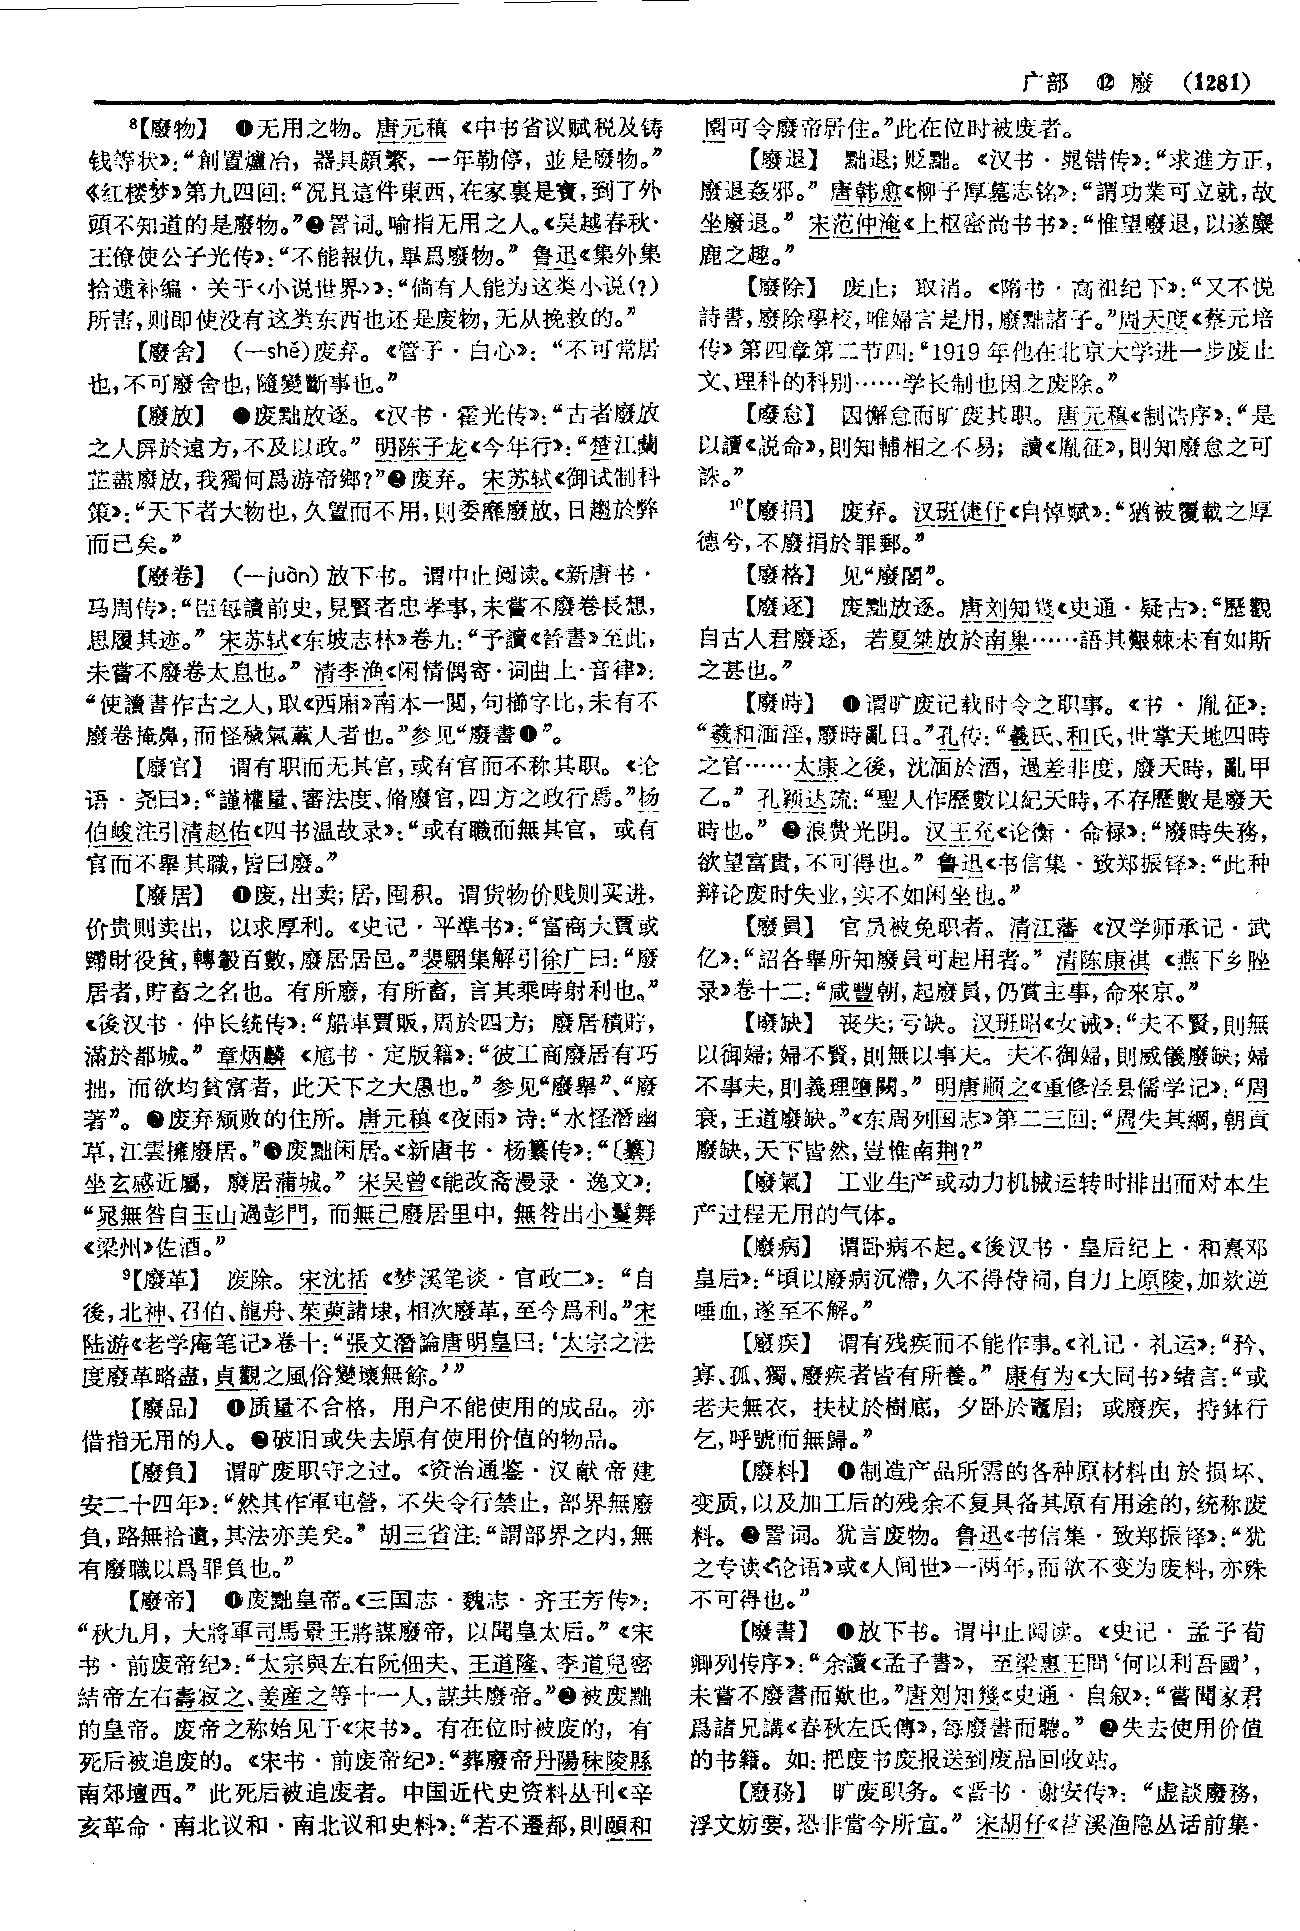 广部 ⑫ 廢 (1281)
⁸【廢物】 ❶无用之物。唐元稹《中书省议赋税及铸
钱等状》：“創置爐冶，器具頗繁，一年勒停，並是廢物。”
《红楼梦》第九四回：“况且這件東西，在家裏是寶，到了外
頭不知道的是廢物。”❷詈词。喻指无用之人。《吴越春秋·
王僚使公子光传》：“不能報仇，畢爲廢物。” 鲁迅《集外集
拾遗补编·关于〈小说世界〉》：“倘有人能为这类小说（？）
所害，则即使没有这类东西也还是废物，无从挽救的。”
【廢舍】 （—shě）废弃。《管子·白心》：“不可常居
也，不可廢舍也，隨變斷事也。”
【廢放】 ❶废黜放逐。《汉书·霍光传》：“古者廢放
之人屏於遠方，不及以政。” 明陈子龙《今年行》：“楚江蘭
芷盡廢放，我獨何爲游帝鄉？”❷废弃。 宋苏轼《御试制科
策》：“天下者大物也，久置而不用，则委靡廢放，日趨於弊
而已矣。”
【廢卷】 （—juàn）放下书。谓中止阅读。《新唐书·
马周传》：“臣每讀前史，見賢者忠孝事，未嘗不廢卷長想，
思履其迹。” 宋苏轼《东坡志林》卷九：“予讀《晉書》至此，
未嘗不廢卷太息也。” 清李渔《闲情偶寄·词曲上·音律》：
“使讀書作古之人，取《西厢》南本一閲，句櫛字比，未有不
廢卷掩鼻，而怪穢氣薰人者也。”参见“廢書❶”。
【廢官】 谓有职而无其官，或有官而不称其职。《论
语·尧曰》：“謹權量、審法度、脩廢官，四方之政行焉。”杨
伯峻注引清赵佑《四书温故录》：“或有職而無其官，或有
官而不舉其職，皆曰廢。”
【廢居】 ❶废，出卖；居，囤积。谓货物价贱则买进，
价贵则卖出，以求厚利。《史记·平準书》：“富商大賈或
蹛財役貧，轉轂百數，廢居居邑。”裴駰集解引徐广曰：“廢
居者，貯畜之名也。有所廢，有所畜，言其乘時射利也。”
《後汉书·仲长统传》：“船車賈販，周於四方；廢居積貯，
滿於都城。” 章炳麟《訄书·定版籍》：“彼工商廢居有巧
拙，而欲均貧富者，此天下之大愚也。”参见“廢舉”、“廢
著”。❷废弃颓败的住所。唐元稹《夜雨》诗：“水怪潛幽
草，江雲擁廢居。”❸废黜闲居。《新唐书·杨纂传》：“〔纂〕
坐玄感近屬，廢居蒲城。” 宋吴曾《能改斋漫录·逸文》：
“晁無咎自玉山過彭門，而無已廢居里中，無咎出小鬟舞
《梁州》佐酒。”
⁹【廢革】 废除。宋沈括《梦溪笔谈·官政二》：“自
後，北神、召伯、龍舟、茱萸諸埭，相次廢革，至今爲利。”宋
陆游《老学庵笔记》卷十：“張文潛論唐明皇曰：‘太宗之法
度廢革略盡，貞觀之風俗變壞無餘。’”
【廢品】 ❶质量不合格，用户不能使用的成品。亦
借指无用的人。❷破旧或失去原有使用价值的物品。
【廢負】 谓旷废职守之过。《资治通鉴·汉献帝建
安二十四年》：“然其作軍屯營，不失令行禁止，部界無廢
負，路無拾遺，其法亦美矣。” 胡三省注：“謂部界之内，無
有廢職以爲罪負也。”
【廢帝】 ❶废黜皇帝。《三国志·魏志·齐王芳传》：
“秋九月，大將軍司馬景王將謀廢帝，以聞皇太后。”《宋
书·前废帝纪》：“太宗與左右阮佃夫、王道隆、李道兒密
結帝左右壽寂之、姜産之等十一人，謀共廢帝。”❷被废黜
的皇帝。废帝之称始见于《宋书》。有在位时被废的，有
死后被追废的。《宋书·前废帝纪》：“葬廢帝丹陽秣陵縣
南郊壇西。” 此死后被追废者。中国近代史资料丛刊《辛
亥革命·南北议和·南北议和史料》：“若不遷都，則頤和
園可令廢帝居住。”此在位时被废者。
【廢退】 黜退；贬黜。《汉书·晁错传》：“求進方正，
廢退姦邪。” 唐韩愈《柳子厚墓志铭》：“謂功業可立就，故
坐廢退。” 宋范仲淹《上枢密尚书书》：“惟望廢退，以遂麋
鹿之趣。”
【廢除】 废止；取消。《隋书·高祖纪下》：“又不悦
詩書，廢除學校，唯婦言是用，廢黜諸子。”周天度《蔡元培
传》第四章第二节四：“1919年他在北京大学进一步废止
文、理科的科别……学长制也因之废除。”
【廢怠】 因懈怠而旷废其职。唐元稹《制诰序》：“是
以讀《説命》，則知輔相之不易；讀《胤征》，則知廢怠之可
誅。”
¹⁰【廢捐】 废弃。汉班倢伃《自悼赋》：“猶被覆載之厚
德兮，不廢捐於罪郵。”
【廢格】 见“廢閣”。
【廢逐】 废黜放逐。唐刘知幾《史通·疑古》：“歷觀
自古人君廢逐，若夏桀放於南巢……語其艱棘未有如斯
之甚也。”
【廢時】 ❶谓旷废记载时令之职事。《书·胤征》：
“羲和湎淫，廢時亂日。”孔传：“羲氏、和氏，世掌天地四時
之官……太康之後，沈湎於酒，過差非度，廢天時，亂甲
乙。” 孔颖达疏：“聖人作歷數以紀天時，不存歷數是廢天
時也。” ❷浪费光阴。汉王充《论衡·命禄》：“廢時失務，
欲望富貴，不可得也。” 鲁迅《书信集·致郑振铎》：“此种
辩论废时失业，实不如闲坐也。”
【廢員】 官员被免职者。清江藩《汉学师承记·武
亿》：“詔各舉所知廢員可起用者。” 清陈康祺《燕下乡脞
录》卷十二：“咸豐朝，起廢員，仍賞主事，命來京。”
【廢缺】 丧失；亏缺。汉班昭《女诫》：“夫不賢，則無
以御婦；婦不賢，則無以事夫。夫不御婦，則威儀廢缺；婦
不事夫，則義理墮闕。” 明唐顺之《重修泾县儒学记》：“周
衰，王道廢缺。”《东周列国志》第二三回：“周失其綱，朝貢
廢缺，天下皆然，豈惟南荆？”
【廢氣】 工业生产或动力机械运转时排出而对本生
产过程无用的气体。
【廢病】 谓卧病不起。《後汉书·皇后纪上·和熹邓
皇后》：“頃以廢病沉滯，久不得侍祠，自力上原陵，加欬逆
唾血，遂至不解。”
【廢疾】 谓有残疾而不能作事。《礼记·礼运》：“矜、
寡、孤、獨、廢疾者皆有所養。” 康有为《大同书》绪言：“或
老夫無衣，扶杖於樹底，夕卧於竈眉；或廢疾，持鉢行
乞，呼號而無歸。”
【廢料】 ❶制造产品所需的各种原材料由於损坏、
变质，以及加工后的残余不复具备其原有用途的，统称废
料。❷詈词。犹言废物。鲁迅《书信集·致郑振铎》：“犹
之专读《论语》或《人间世》一两年，而欲不变为废料，亦殊
不可得也。”
【廢書】 ❶放下书。谓中止阅读。《史记·孟子荀
卿列传序》：“余讀《孟子書》，至梁惠王問‘何以利吾國’，
未嘗不廢書而歎也。”唐刘知幾《史通·自叙》：“嘗聞家君
爲諸兄講《春秋左氏傳》，每廢書而聽。” ❷失去使用价值
的书籍。如：把废书废报送到废品回收站。
【廢務】 旷废职务。《晋书·谢安传》：“虚談廢務，
浮文妨要，恐非當今所宜。” 宋胡仔《苕溪渔隐丛话前集·